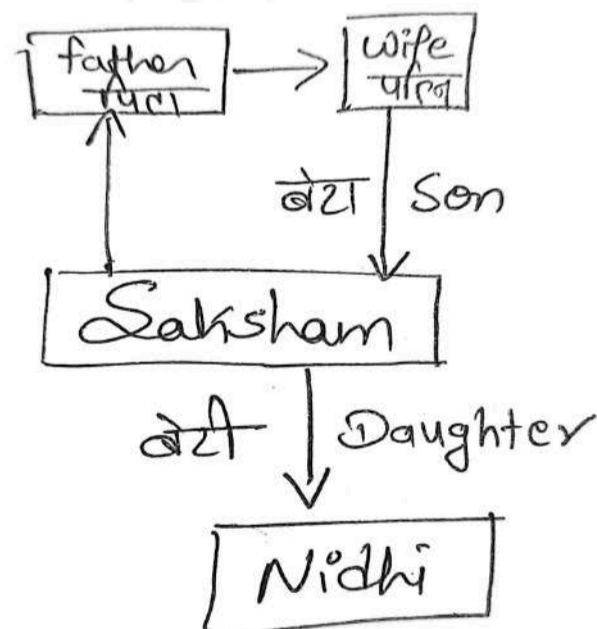 father wife
पिता पत्नि
बेटा Son
Saksham
बेटी Daughter
Nidhi